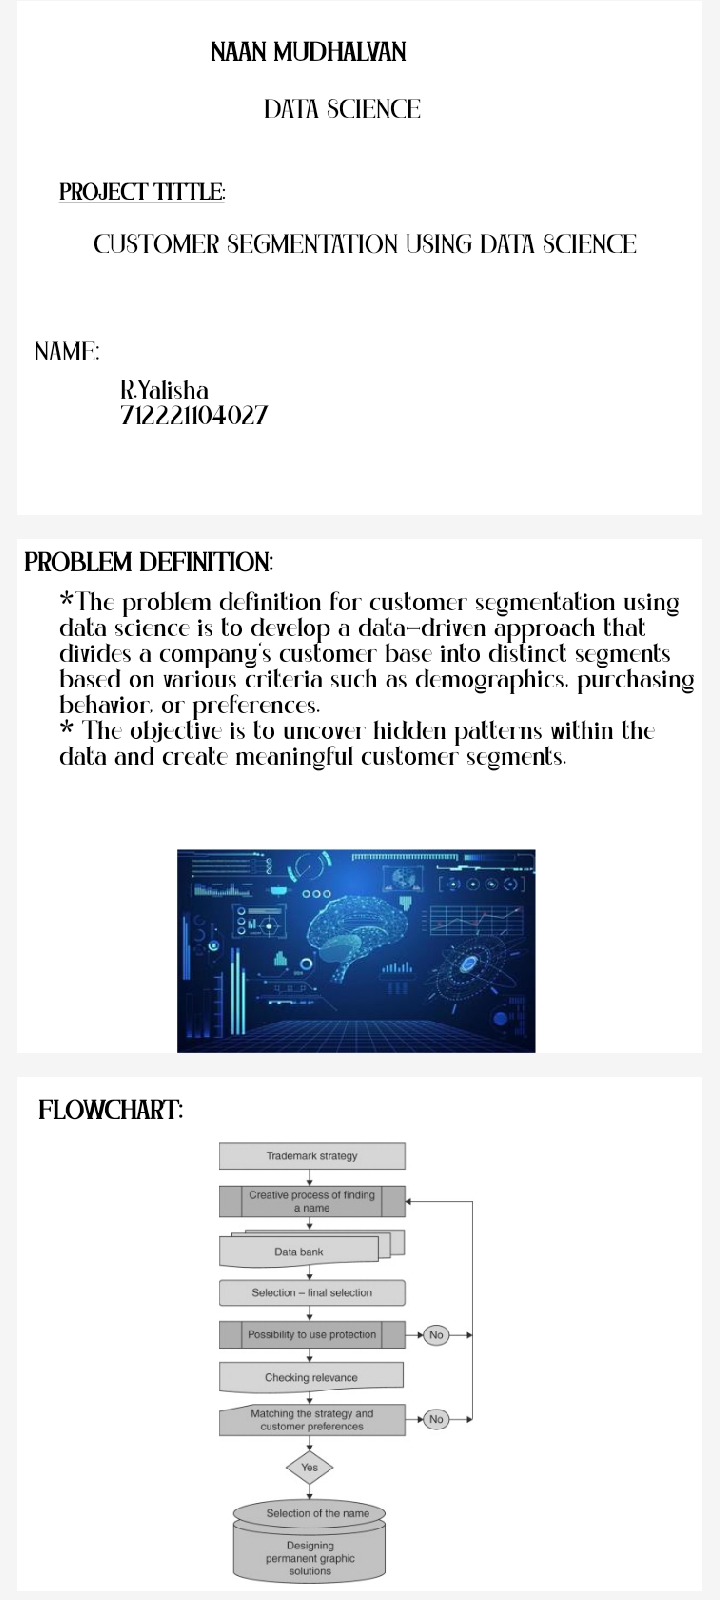 NAAN MUDHALVAN
DATA SCIENCE
PROJECT TITTLE:
CUSTOMER SEGMENTATION USING DATA SCIENCE
NAME:
R.Yalisha
712221104027
PROBLEM DEFINITION:
*The problem definition for customer segmentation using
data science is to develop a data-driven approach that
divides a company's customer base into distinct segments
based on various criteria such as demographics, purchasing
behavior, or preferences.
* The objective is to uncover hidden patterns within the
data and create meaningful customer segments.
FLOWCHART:
Trademark strategy
Creative process of finding
a name
Data bank
Selection – final selection
Possibility to use protection
No
Checking relevance
Matching the strategy and
customer preferences
No
Yes
Selection of the name
Designing
permanent graphic
solutions